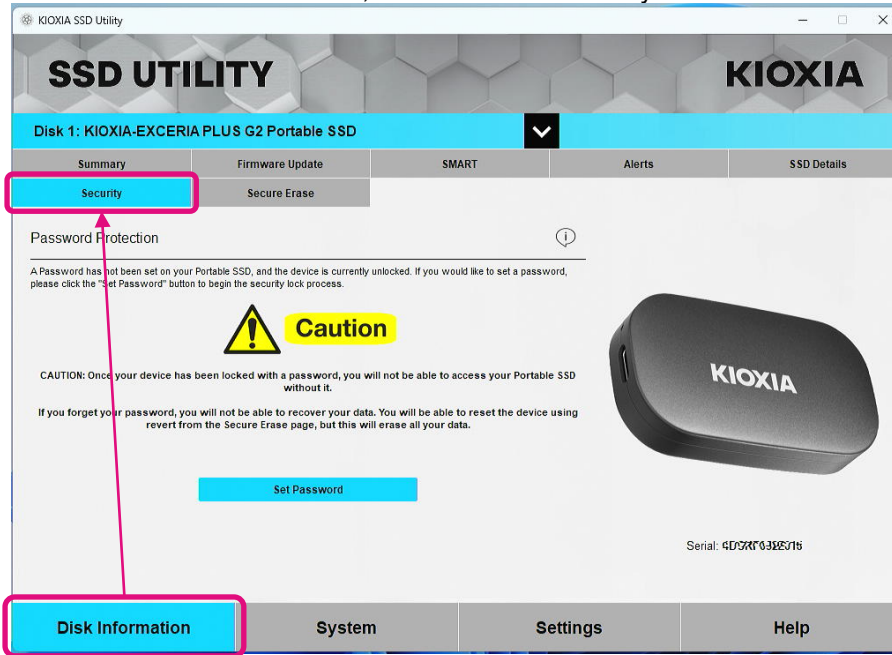 KIOXIA SSD Utility
SSD UTILITY
KIOXIA
Disk 1: KIOXIA-EXCERIA PLUS G2 Portable SSD
Summary
Firmware Update
SMART
Alerts
SSD Details
Security
Secure Erase
Password Protection
A Password has not been set on your Portable SSD, and the device is currently unlocked. If you would like to set a password,
please click the "Set Password" button to begin the security lock process.
Caution
CAUTION: Once your device has been locked with a password, you will not be able to access your Portable SSD
without it.
If you forget your password, you will not be able to recover your data. You will be able to reset the device using
revert from the Secure Erase page, but this will erase all your data.
Set Password
KIOXIA
Serial:
Disk Information
System
Settings
Help